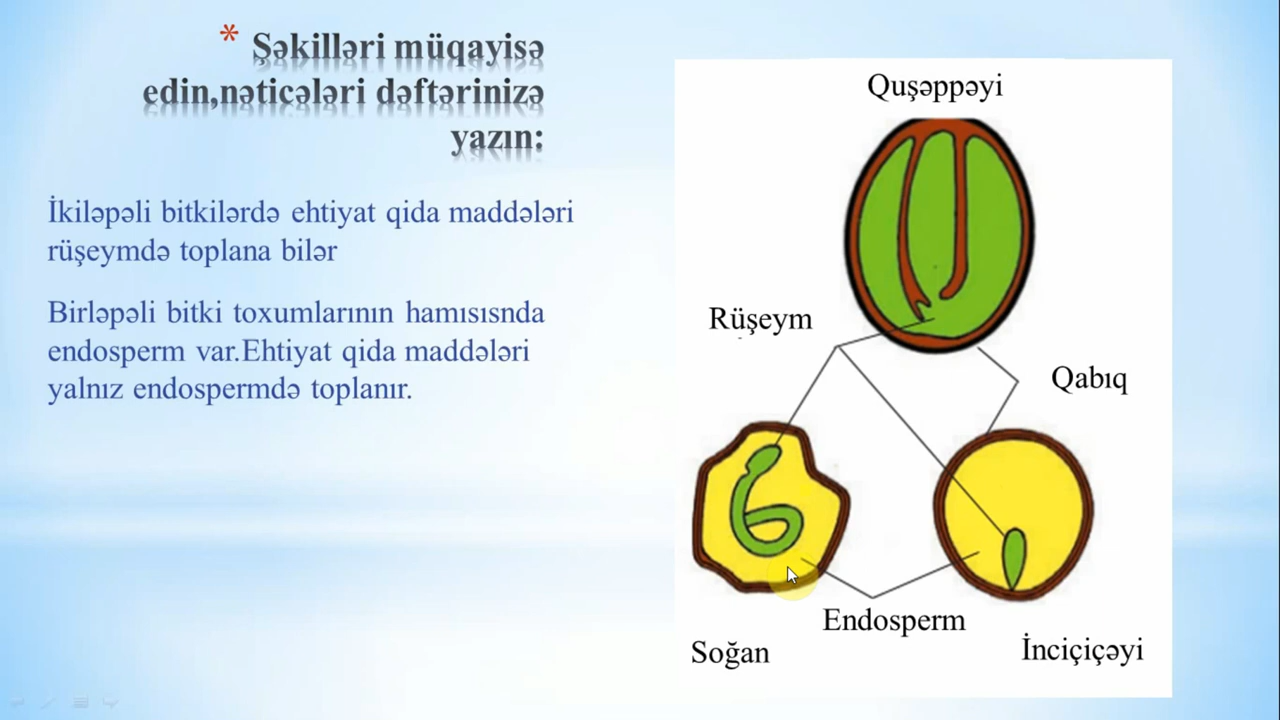 * Şəkilləri müqayisə
edin,nəticələri dəftərinizə
yazın:
İkiləpəli bitkilərdə ehtiyat qida maddələri
rüşeymdə toplana bilər
Birləpəli bitki toxumlarının hamısısnda
endosperm var.Ehtiyat qida maddələri
yalnız endospermdə toplanır.
Quşəppəyi
Rüşeym
Qabıq
Endosperm
Soğan
İnciçiçəyi